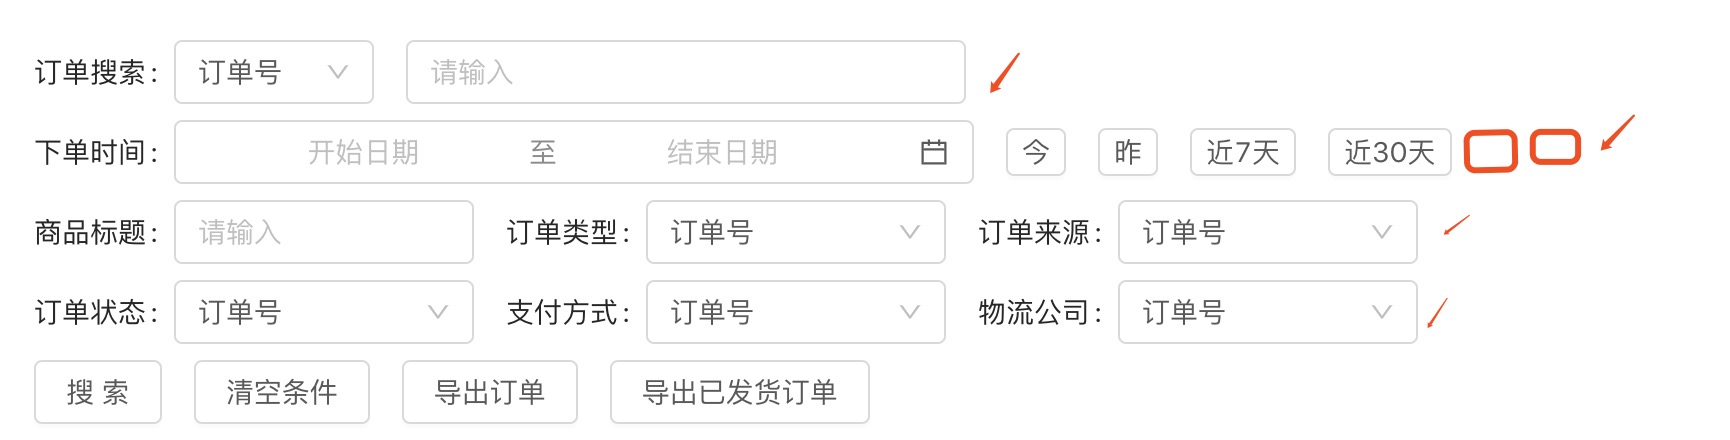 订单搜索： 订单号 请输入
下单时间： 开始日期 至 结束日期 今 昨 近7天 近30天
商品标题： 请输入 订单类型： 订单号 订单来源： 订单号
订单状态： 订单号 支付方式： 订单号 物流公司： 订单号
搜 索 清空条件 导出订单 导出已发货订单